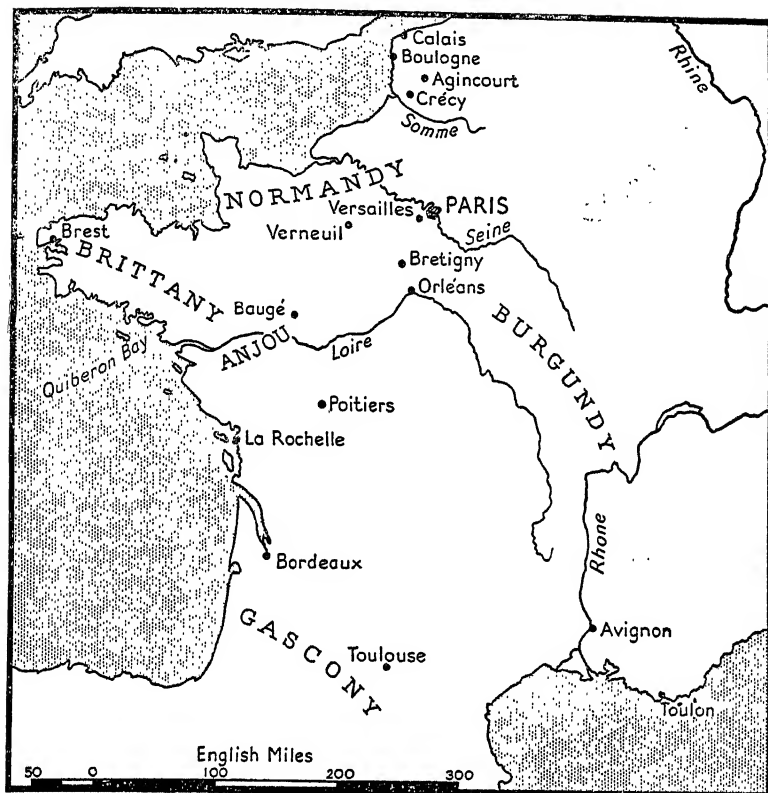 Calais
Boulogne
Agincourt
Crécy
Somme
Rhine
NORMANDY
Versailles
PARIS
Verneuil
Seine
Brest
BRITTANY
Bretigny
Orléans
Baugé
ANJOU
Loire
BURGUNDY
Quiberon Bay
Poitiers
La Rochelle
Rhone
Bordeaux
GASCONY
Avignon
Toulouse
Toulon
English Miles
50 0 100 200 300